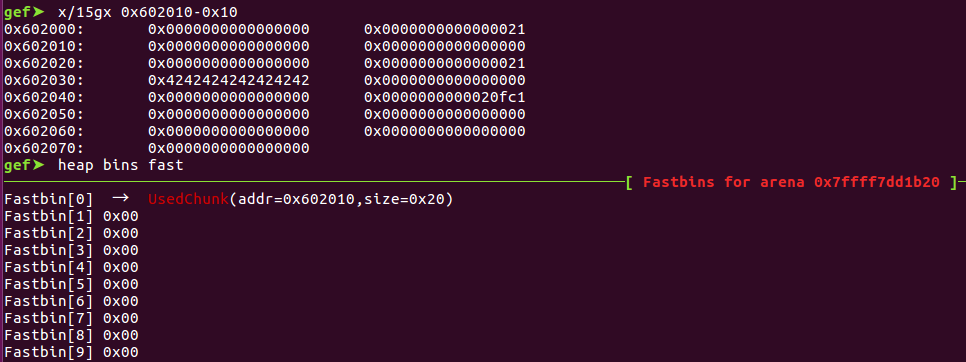 gef➤  x/15gx 0x602010-0x10
0x602000:	0x0000000000000000	0x0000000000000021
0x602010:	0x0000000000000000	0x0000000000000000
0x602020:	0x0000000000000000	0x0000000000000021
0x602030:	0x4242424242424242	0x0000000000000000
0x602040:	0x0000000000000000	0x0000000000020fc1
0x602050:	0x0000000000000000	0x0000000000000000
0x602060:	0x0000000000000000	0x0000000000000000
0x602070:	0x0000000000000000
gef➤  heap bins fast
[ Fastbins for arena 0x7ffff7dd1b20 ]
Fastbin[0]  →  UsedChunk(addr=0x602010,size=0x20)
Fastbin[1] 0x00
Fastbin[2] 0x00
Fastbin[3] 0x00
Fastbin[4] 0x00
Fastbin[5] 0x00
Fastbin[6] 0x00
Fastbin[7] 0x00
Fastbin[8] 0x00
Fastbin[9] 0x00